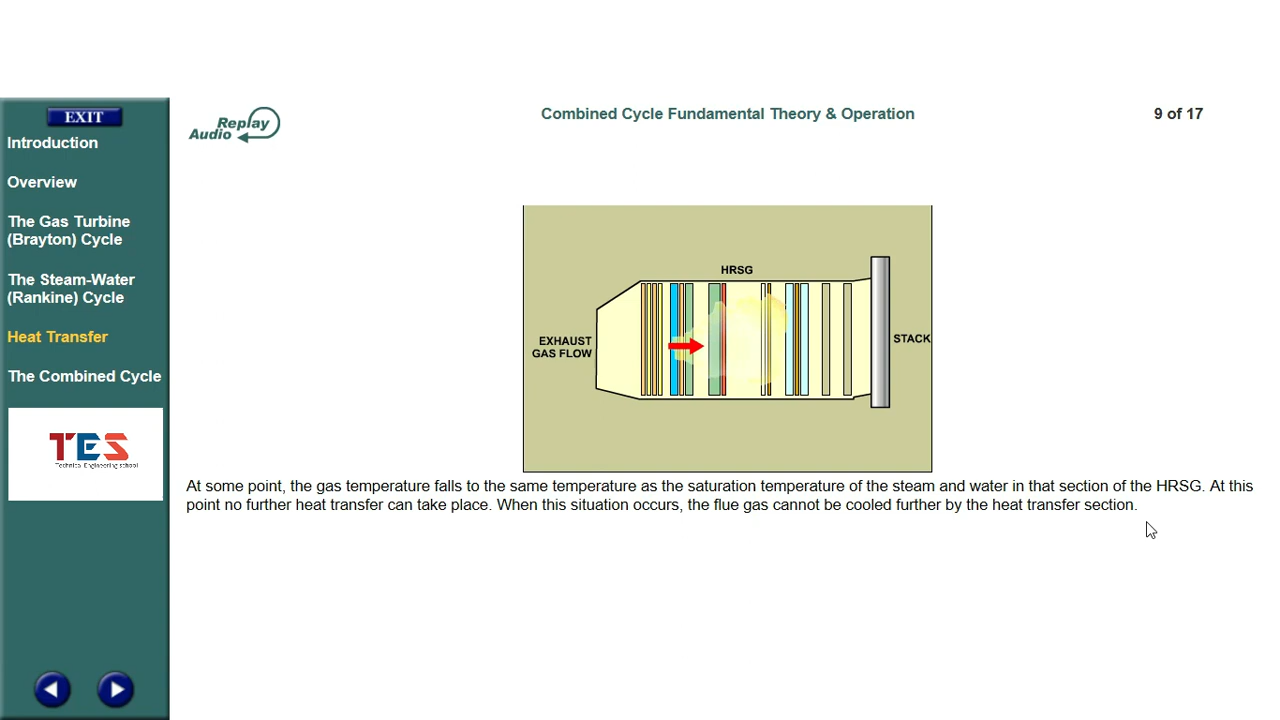 EXIT
Introduction
Overview
The Gas Turbine
(Brayton) Cycle
The Steam-Water
(Rankine) Cycle
Heat Transfer
The Combined Cycle
TES
Technical Engineering school
Replay
Audio
Combined Cycle Fundamental Theory & Operation
9 of 17
HRSG
EXHAUST
GAS FLOW
STACK
At some point, the gas temperature falls to the same temperature as the saturation temperature of the steam and water in that section of the HRSG. At this
point no further heat transfer can take place. When this situation occurs, the flue gas cannot be cooled further by the heat transfer section.